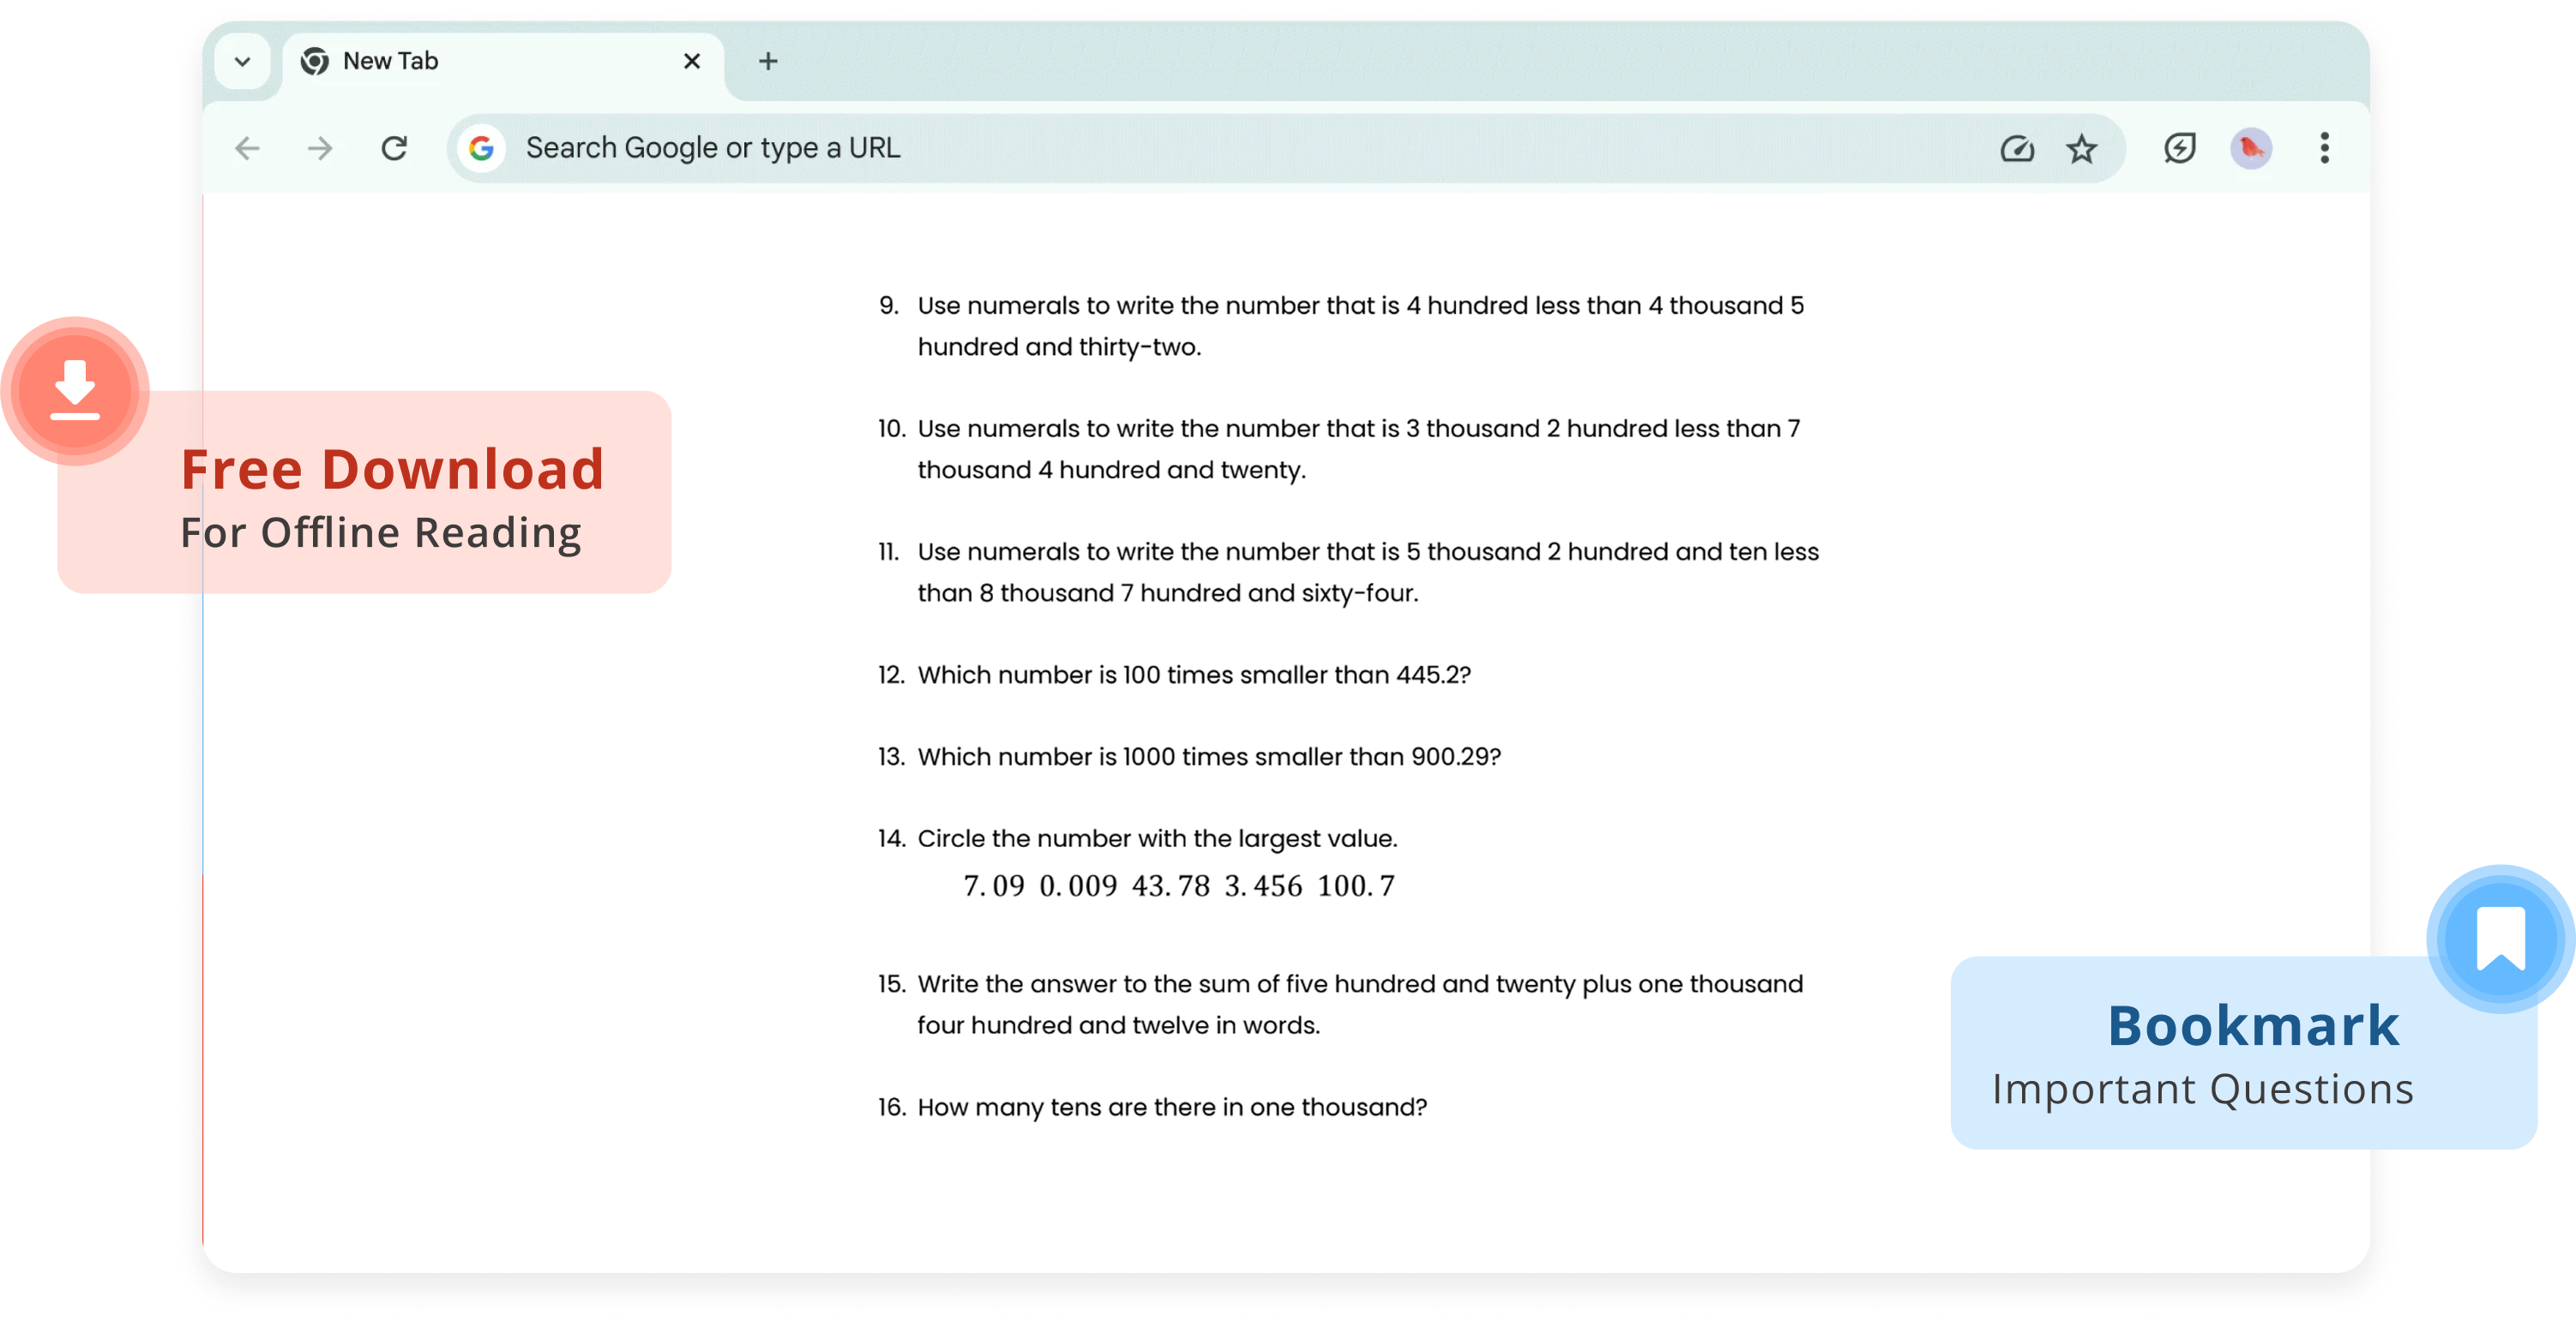 New Tab
Search Google or type a URL
9. Use numerals to write the number that is 4 hundred less than 4 thousand 5
hundred and thirty-two.
10. Use numerals to write the number that is 3 thousand 2 hundred less than 7
thousand 4 hundred and twenty.
Free Download
For Offline Reading
11. Use numerals to write the number that is 5 thousand 2 hundred and ten less
than 8 thousand 7 hundred and sixty-four.
12. Which number is 100 times smaller than 445.2?
13. Which number is 1000 times smaller than 900.29?
14. Circle the number with the largest value.
7.09 0.009 43.78 3.456 100.7
15. Write the answer to the sum of five hundred and twenty plus one thousand
four hundred and twelve in words.
Bookmark
Important Questions
16. How many tens are there in one thousand?